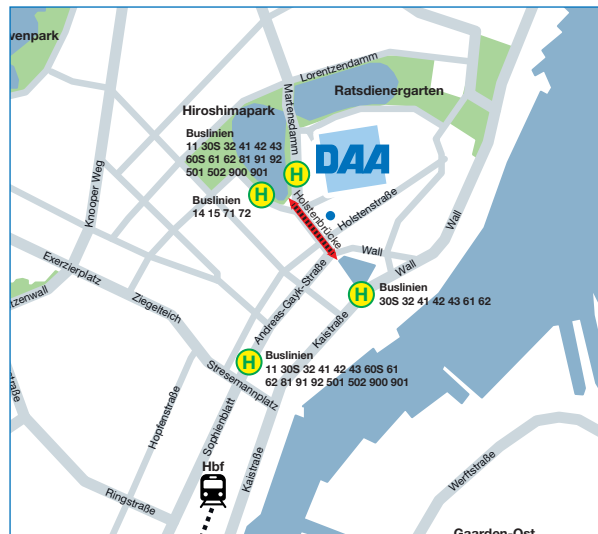 wenpark
Lorentzendamm
Martensdamm
Ratsdienergarten
Hiroshimapark
Buslinien
11 30S 32 41 42 43
60S 61 62 81 91 92
501 502 900 901
DAA
H
H
Buslinien
14 15 71 72
Knooper Weg
Holstenbrücke
Holstenstraße
Wall
Wall
Wall
Exerzierplatz
tzenwall
Ziegelteich
Andreas-Gayk-Straße
Kaistraße
H
Buslinien
30S 32 41 42 43 61 62
H
Buslinien
11 30S 32 41 42 43 60S 61
62 81 91 92 501 502 900 901
Stresemannplatz
Hopfenstraße
Sophienblatt
Kaistraße
Hbf
Ringstraße
raße
Werftstraße
Gaarden-Ost